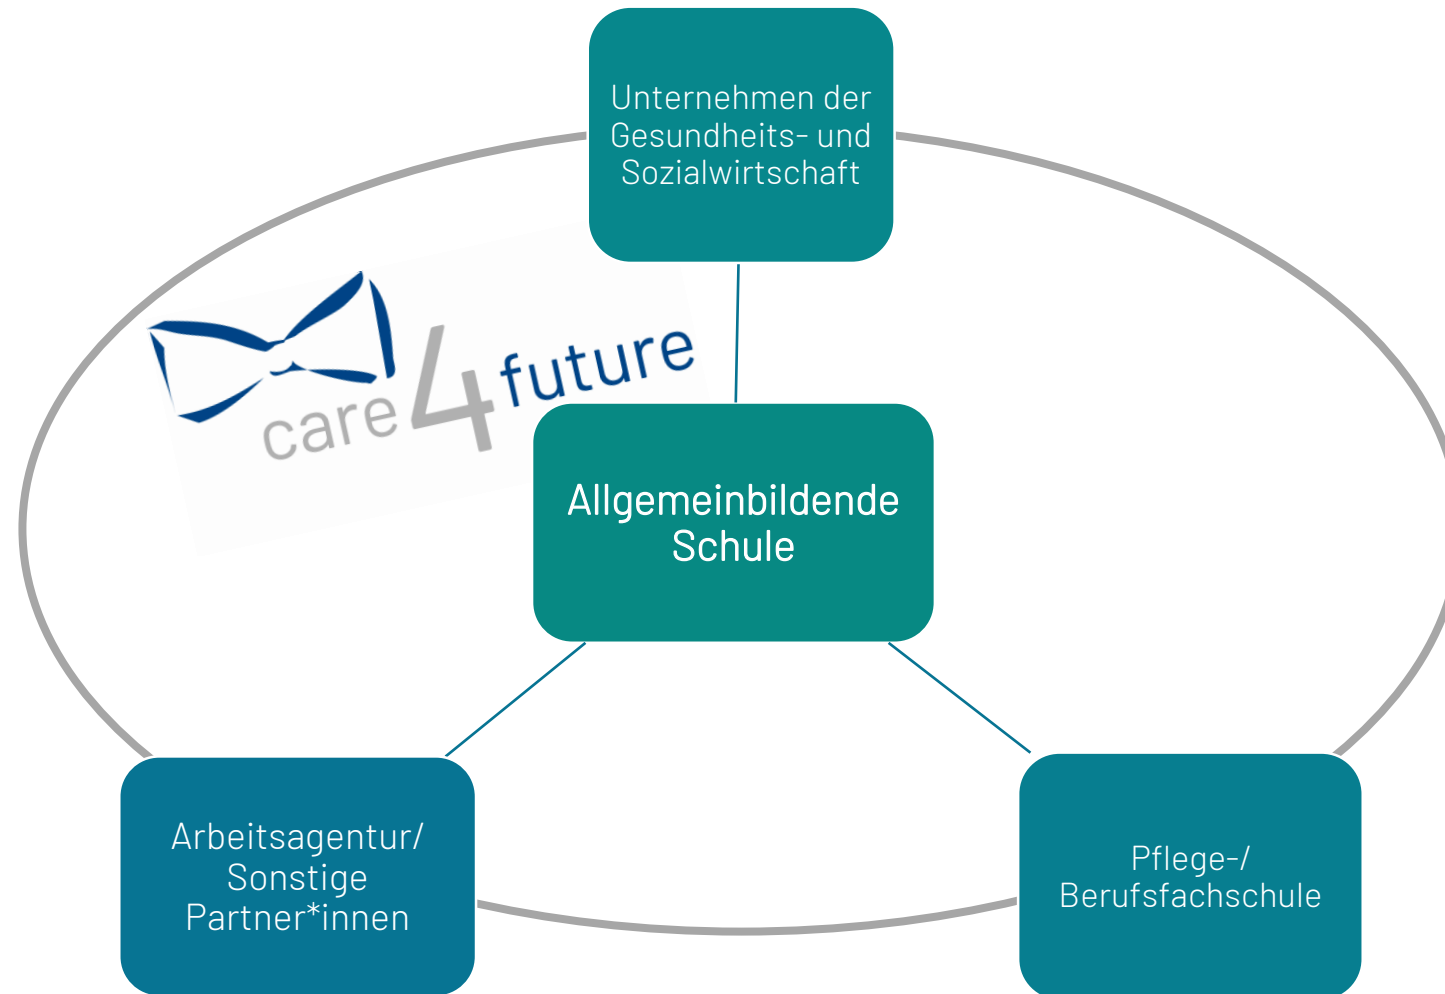 Unternehmen der
Gesundheits- und
Sozialwirtschaft
care4future
Allgemeinbildende
Schule
Arbeitsagentur/
Sonstige
Partner*innen
Pflege-/
Berufsfachschule